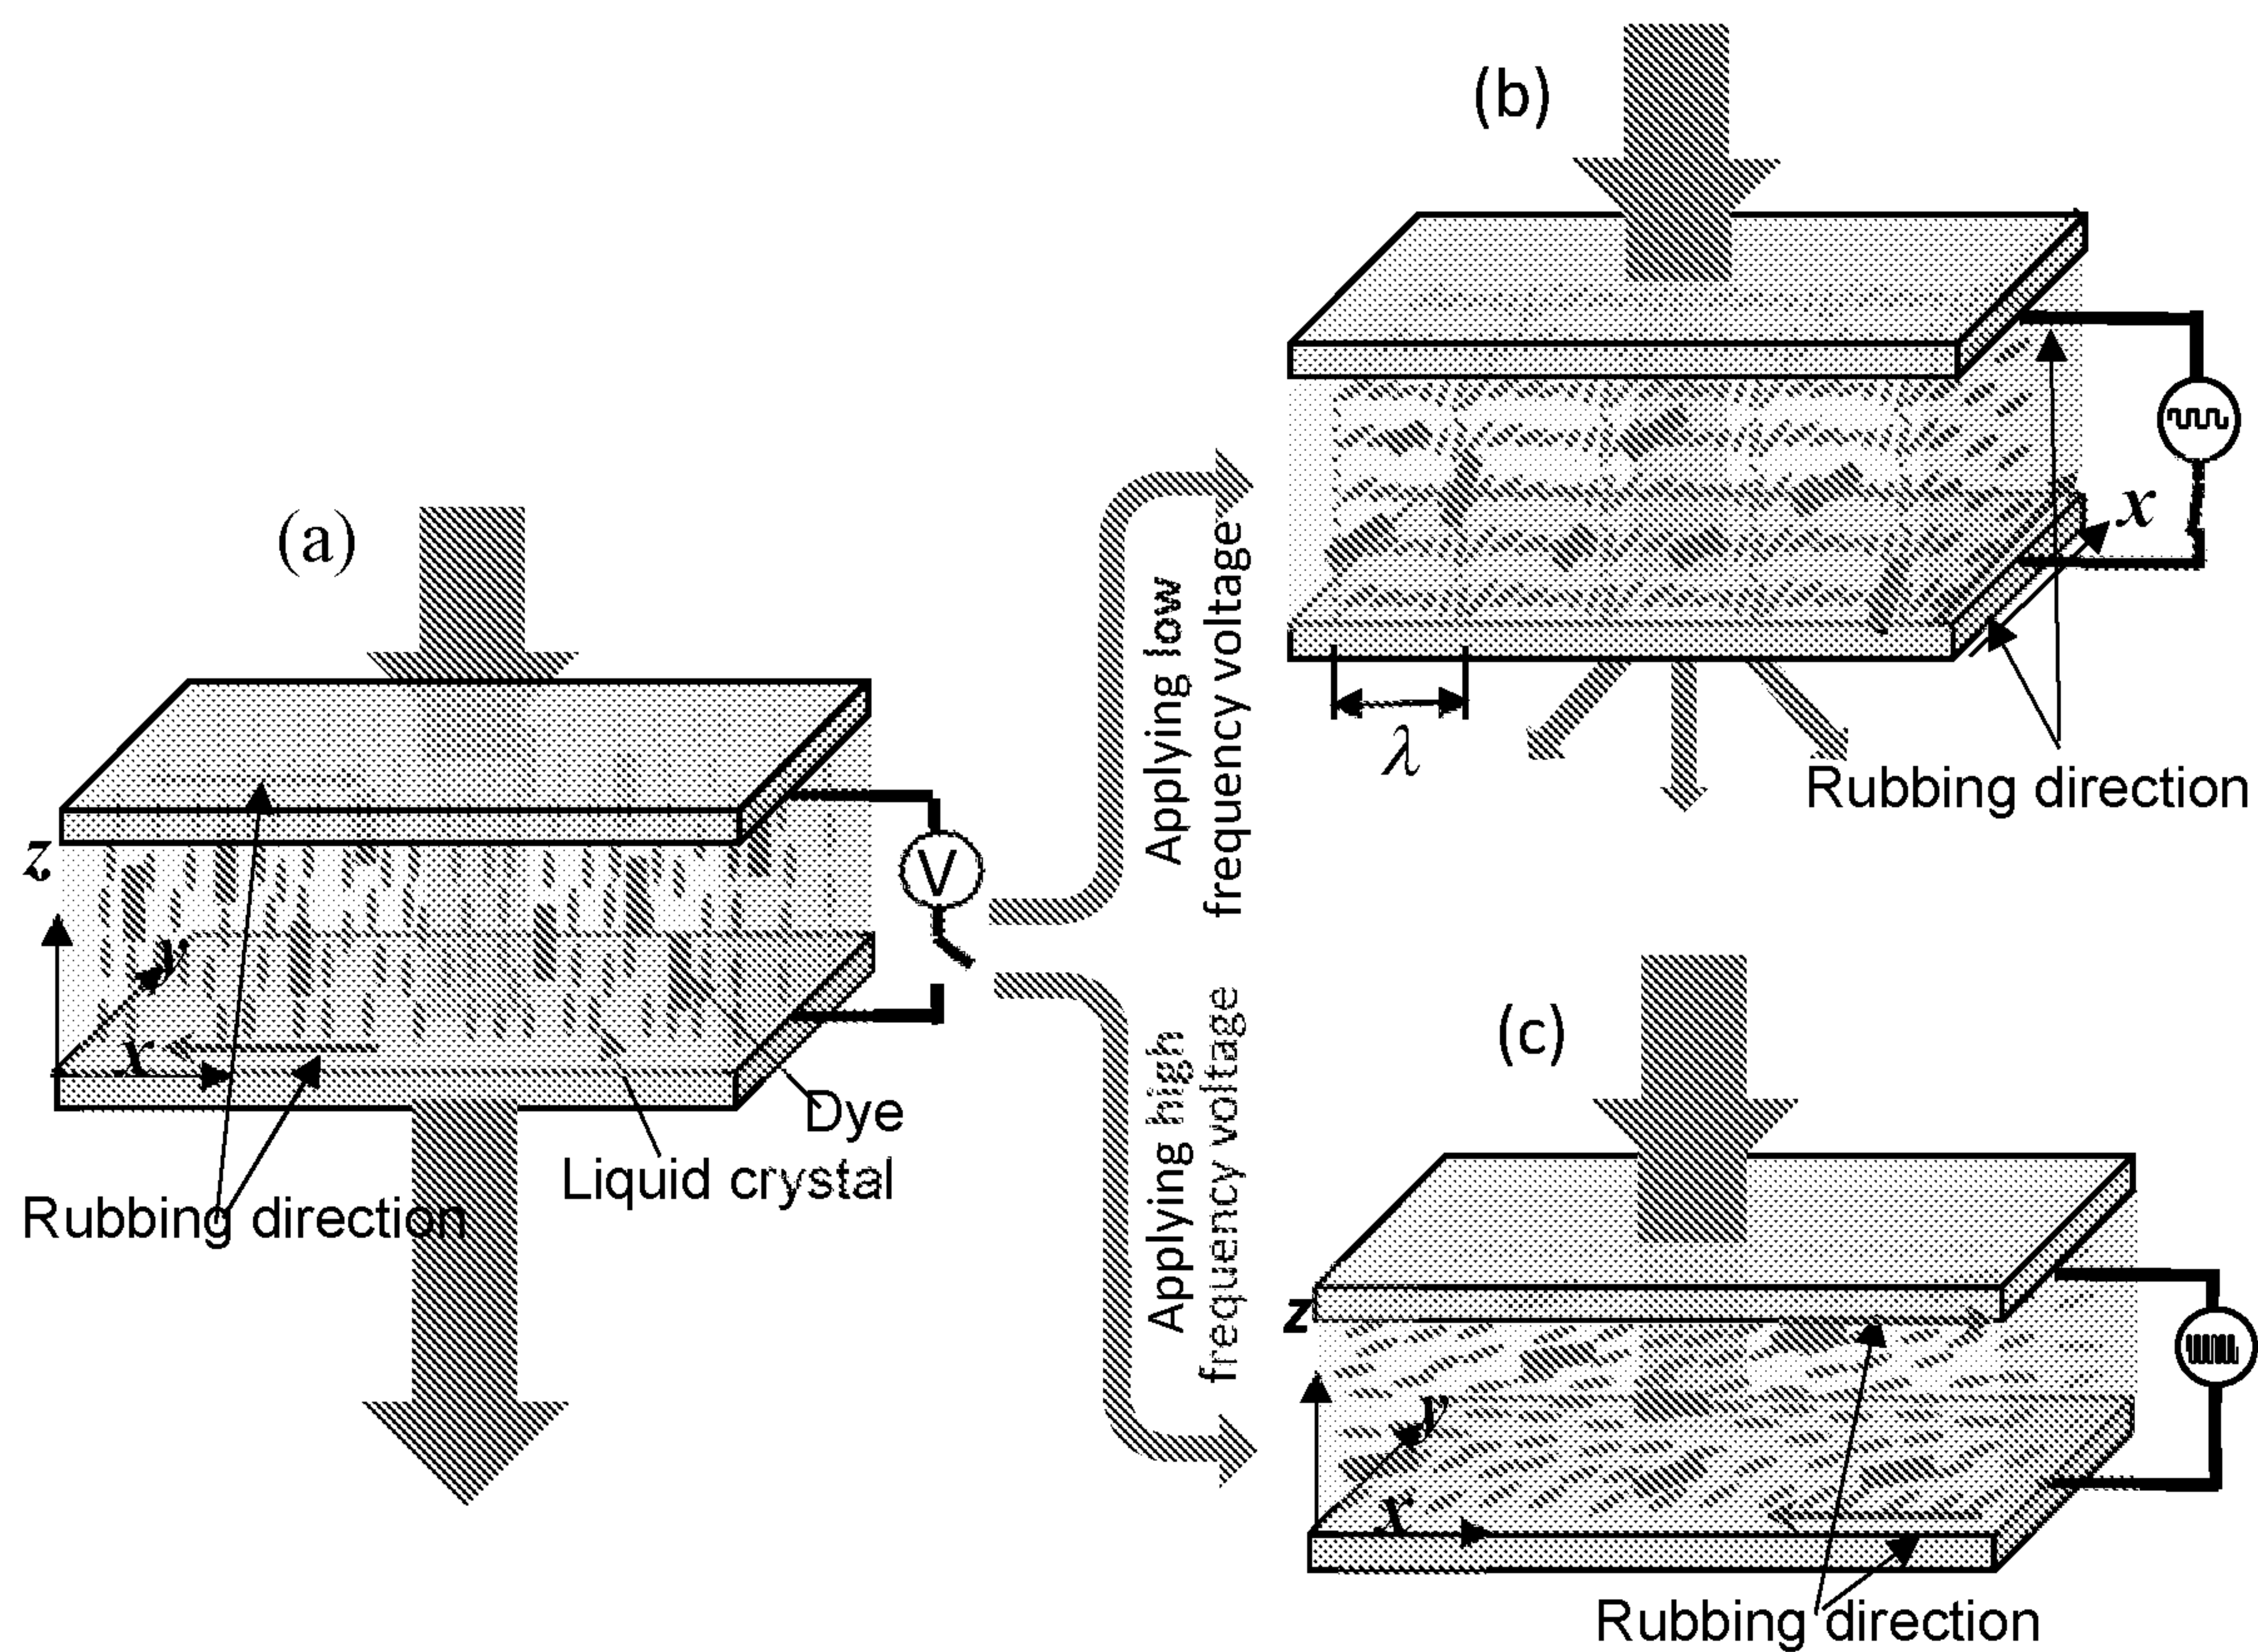 (a)
z
y
x
V
Dye
Liquid crystal
Rubbing direction
Applying low
frequency voltage
Applying high
frequency voltage
(b)
x
λ
Rubbing direction
(c)
z
y
x
Rubbing direction